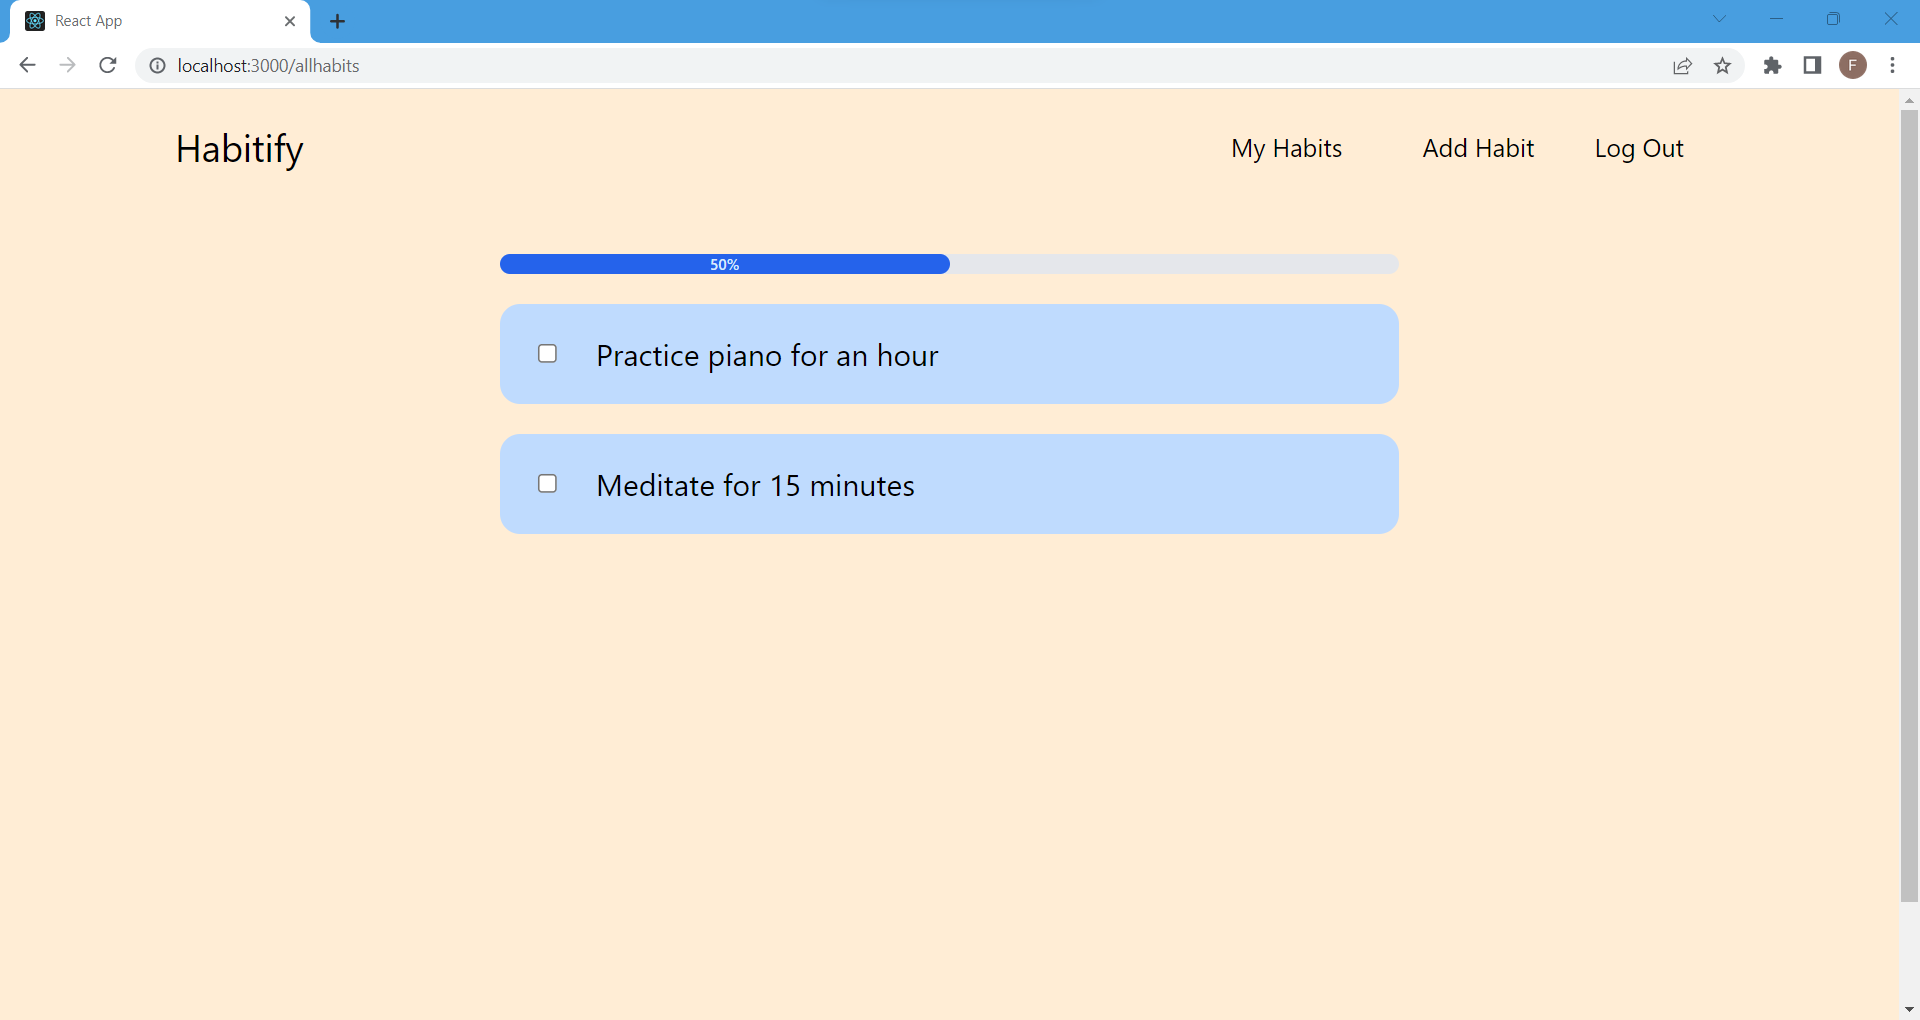 React App
localhost:3000/allhabits
F
Habitify
My Habits Add Habit Log Out
50%
Practice piano for an hour
Meditate for 15 minutes